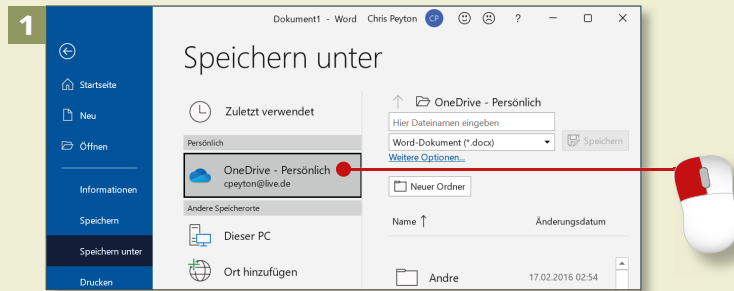 1
Dokument1 - Word Chris Peyton CP ? — ×
Speichern unter
Startseite
Neu
Öffnen
Informationen
Speichern
Speichern unter
Drucken
Zuletzt verwendet
Persönlich
OneDrive - Persönlich
cpeyton@live.de
Andere Speicherorte
Dieser PC
Ort hinzufügen
OneDrive - Persönlich
Hier Dateinamen eingeben
Word-Dokument (*.docx) Speichern
Weitere Optionen...
Neuer Ordner
Name ↑ Änderungsdatum
Andre 17.02.2016 02:54